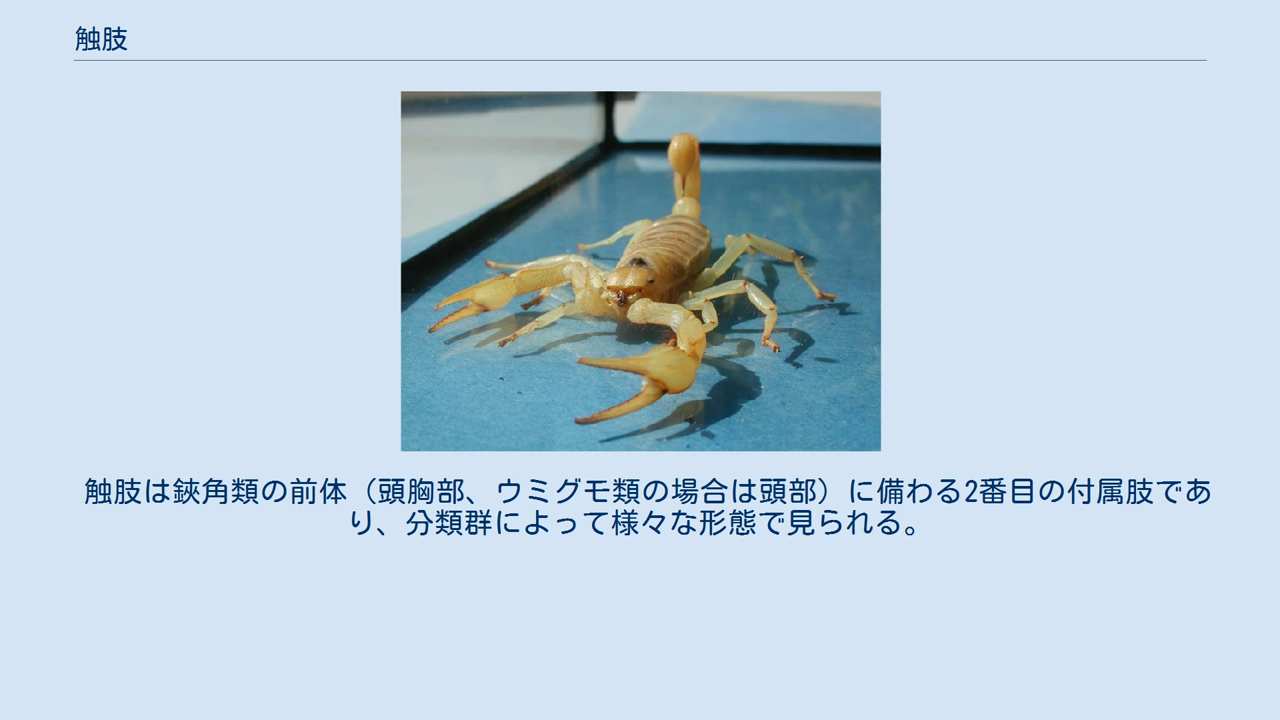 触肢
触肢は鋏角類の前体（頭胸部、ウミグモ類の場合は頭部）に備わる2番目の付属肢であ
り、分類群によって様々な形態で見られる。